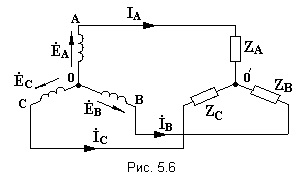 A
I_A
Z_A
Ė_A
Ė_C
0
0'
Z_B
C
Ė_B
B
Z_C
İ_B
İ_C
Рис. 5.6